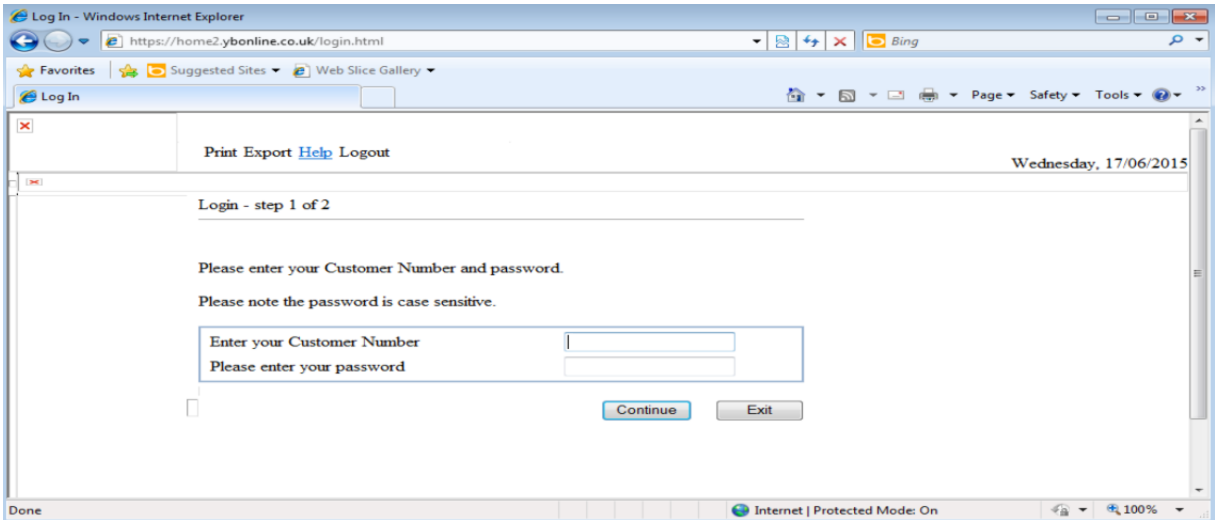 Log In - Windows Internet Explorer
https://home2.ybonline.co.uk/login.html
Bing
Favorites Suggested Sites Web Slice Gallery
Log In Page Safety Tools
Print Export Help Logout
Wednesday, 17/06/2015
Login - step 1 of 2
Please enter your Customer Number and password.
Please note the password is case sensitive.
Enter your Customer Number
Please enter your password
Continue Exit
Done Internet | Protected Mode: On 100%